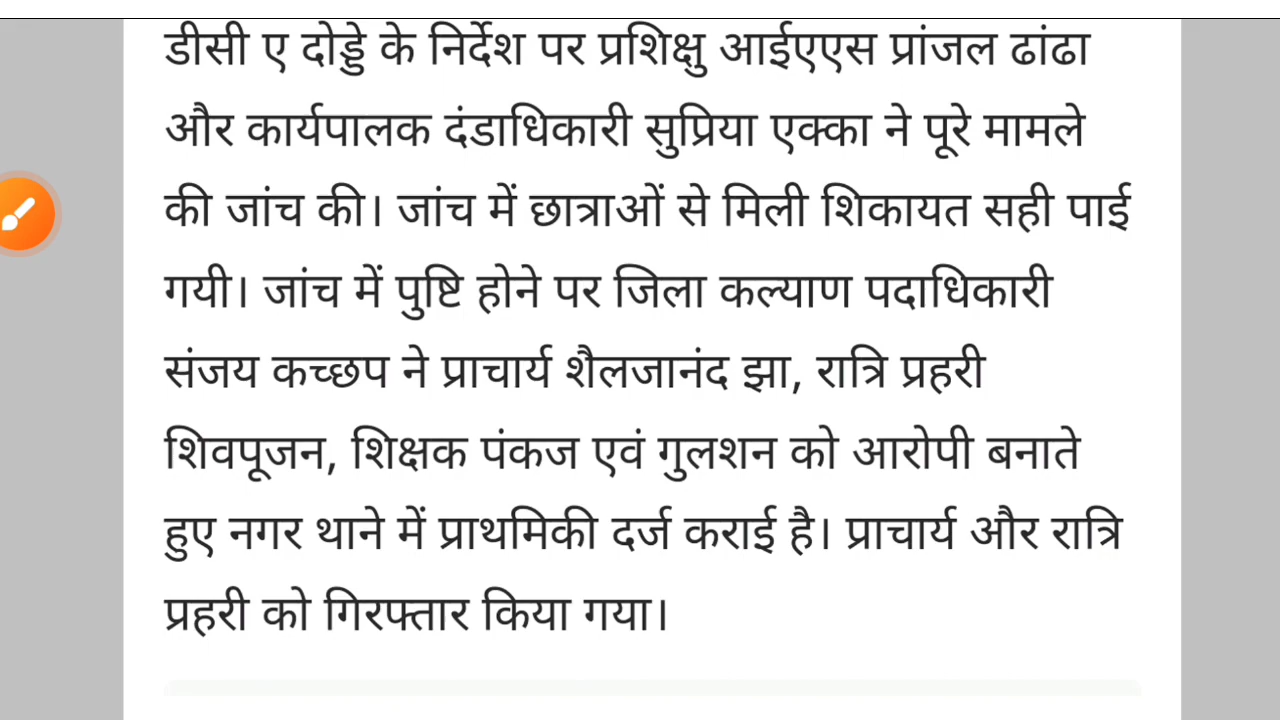 डीसी ए दोड्डे के निर्देश पर प्रशिक्षु आईएएस प्रांजल ढांढा
और कार्यपालक दंडाधिकारी सुप्रिया एक्का ने पूरे मामले
की जांच की। जांच में छात्राओं से मिली शिकायत सही पाई
गयी। जांच में पुष्टि होने पर जिला कल्याण पदाधिकारी
संजय कच्छप ने प्राचार्य शैलजानंद झा, रात्रि प्रहरी
शिवपूजन, शिक्षक पंकज एवं गुलशन को आरोपी बनाते
हुए नगर थाने में प्राथमिकी दर्ज कराई है। प्राचार्य और रात्रि
प्रहरी को गिरफ्तार किया गया।